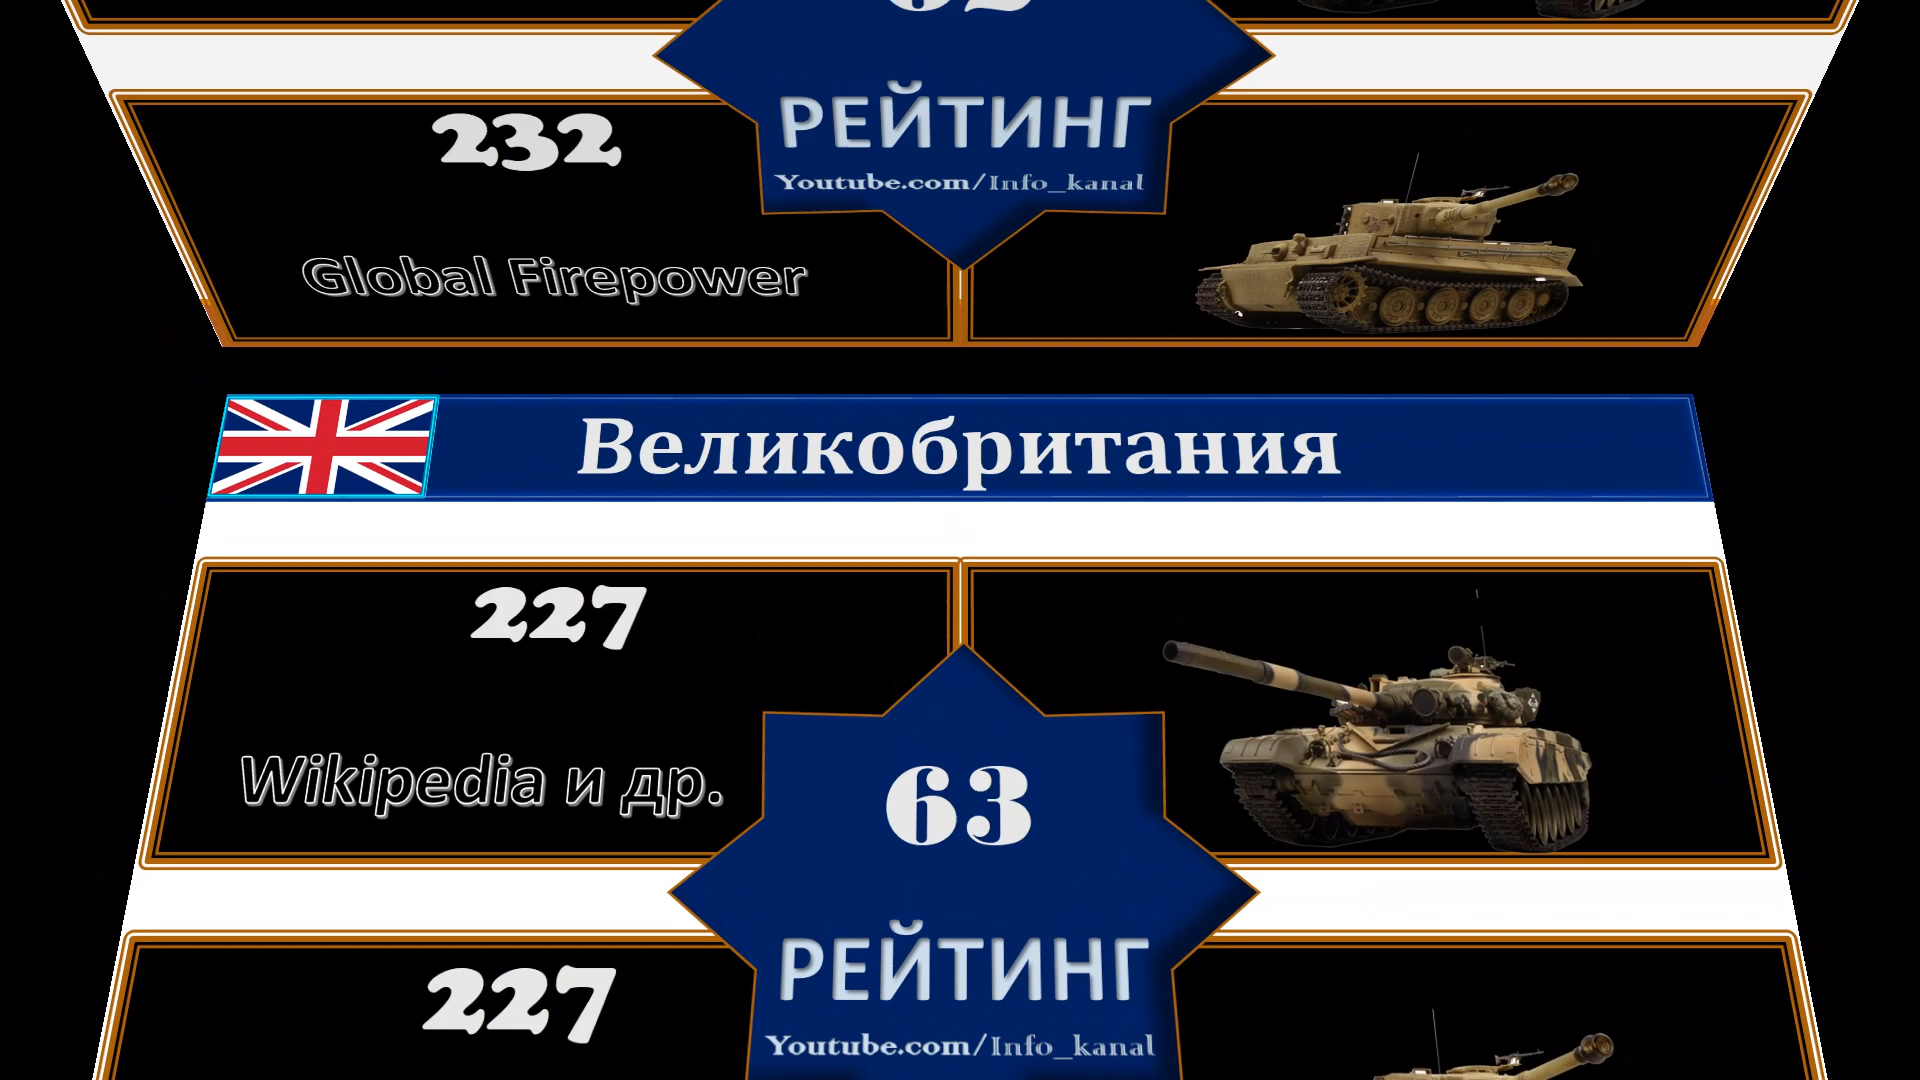 232
РЕЙТИНГ
Youtube.com/Info_kanal
Global Firepower
Великобритания
227
Wikipedia и др.
63
РЕЙТИНГ
227
Youtube.com/Info_kanal